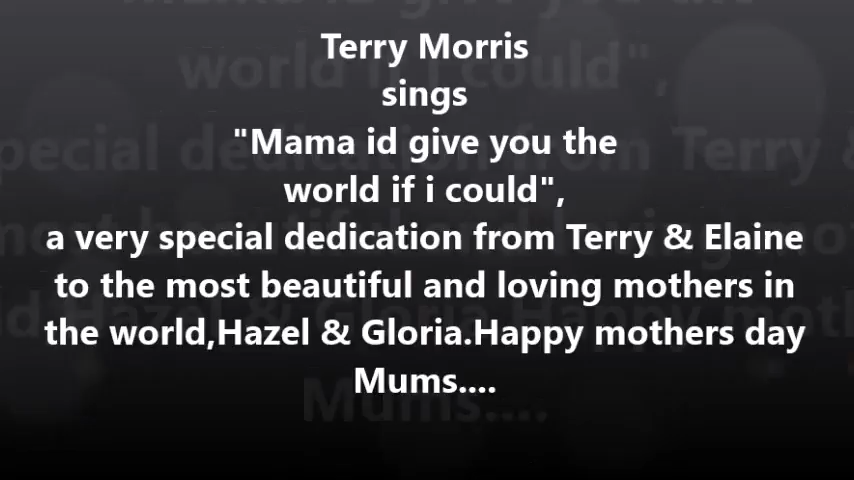 Terry Morris
sings
"Mama id give you the
world if i could",
a very special dedication from Terry & Elaine
to the most beautiful and loving mothers in
the world,Hazel & Gloria.Happy mothers day
Mums....